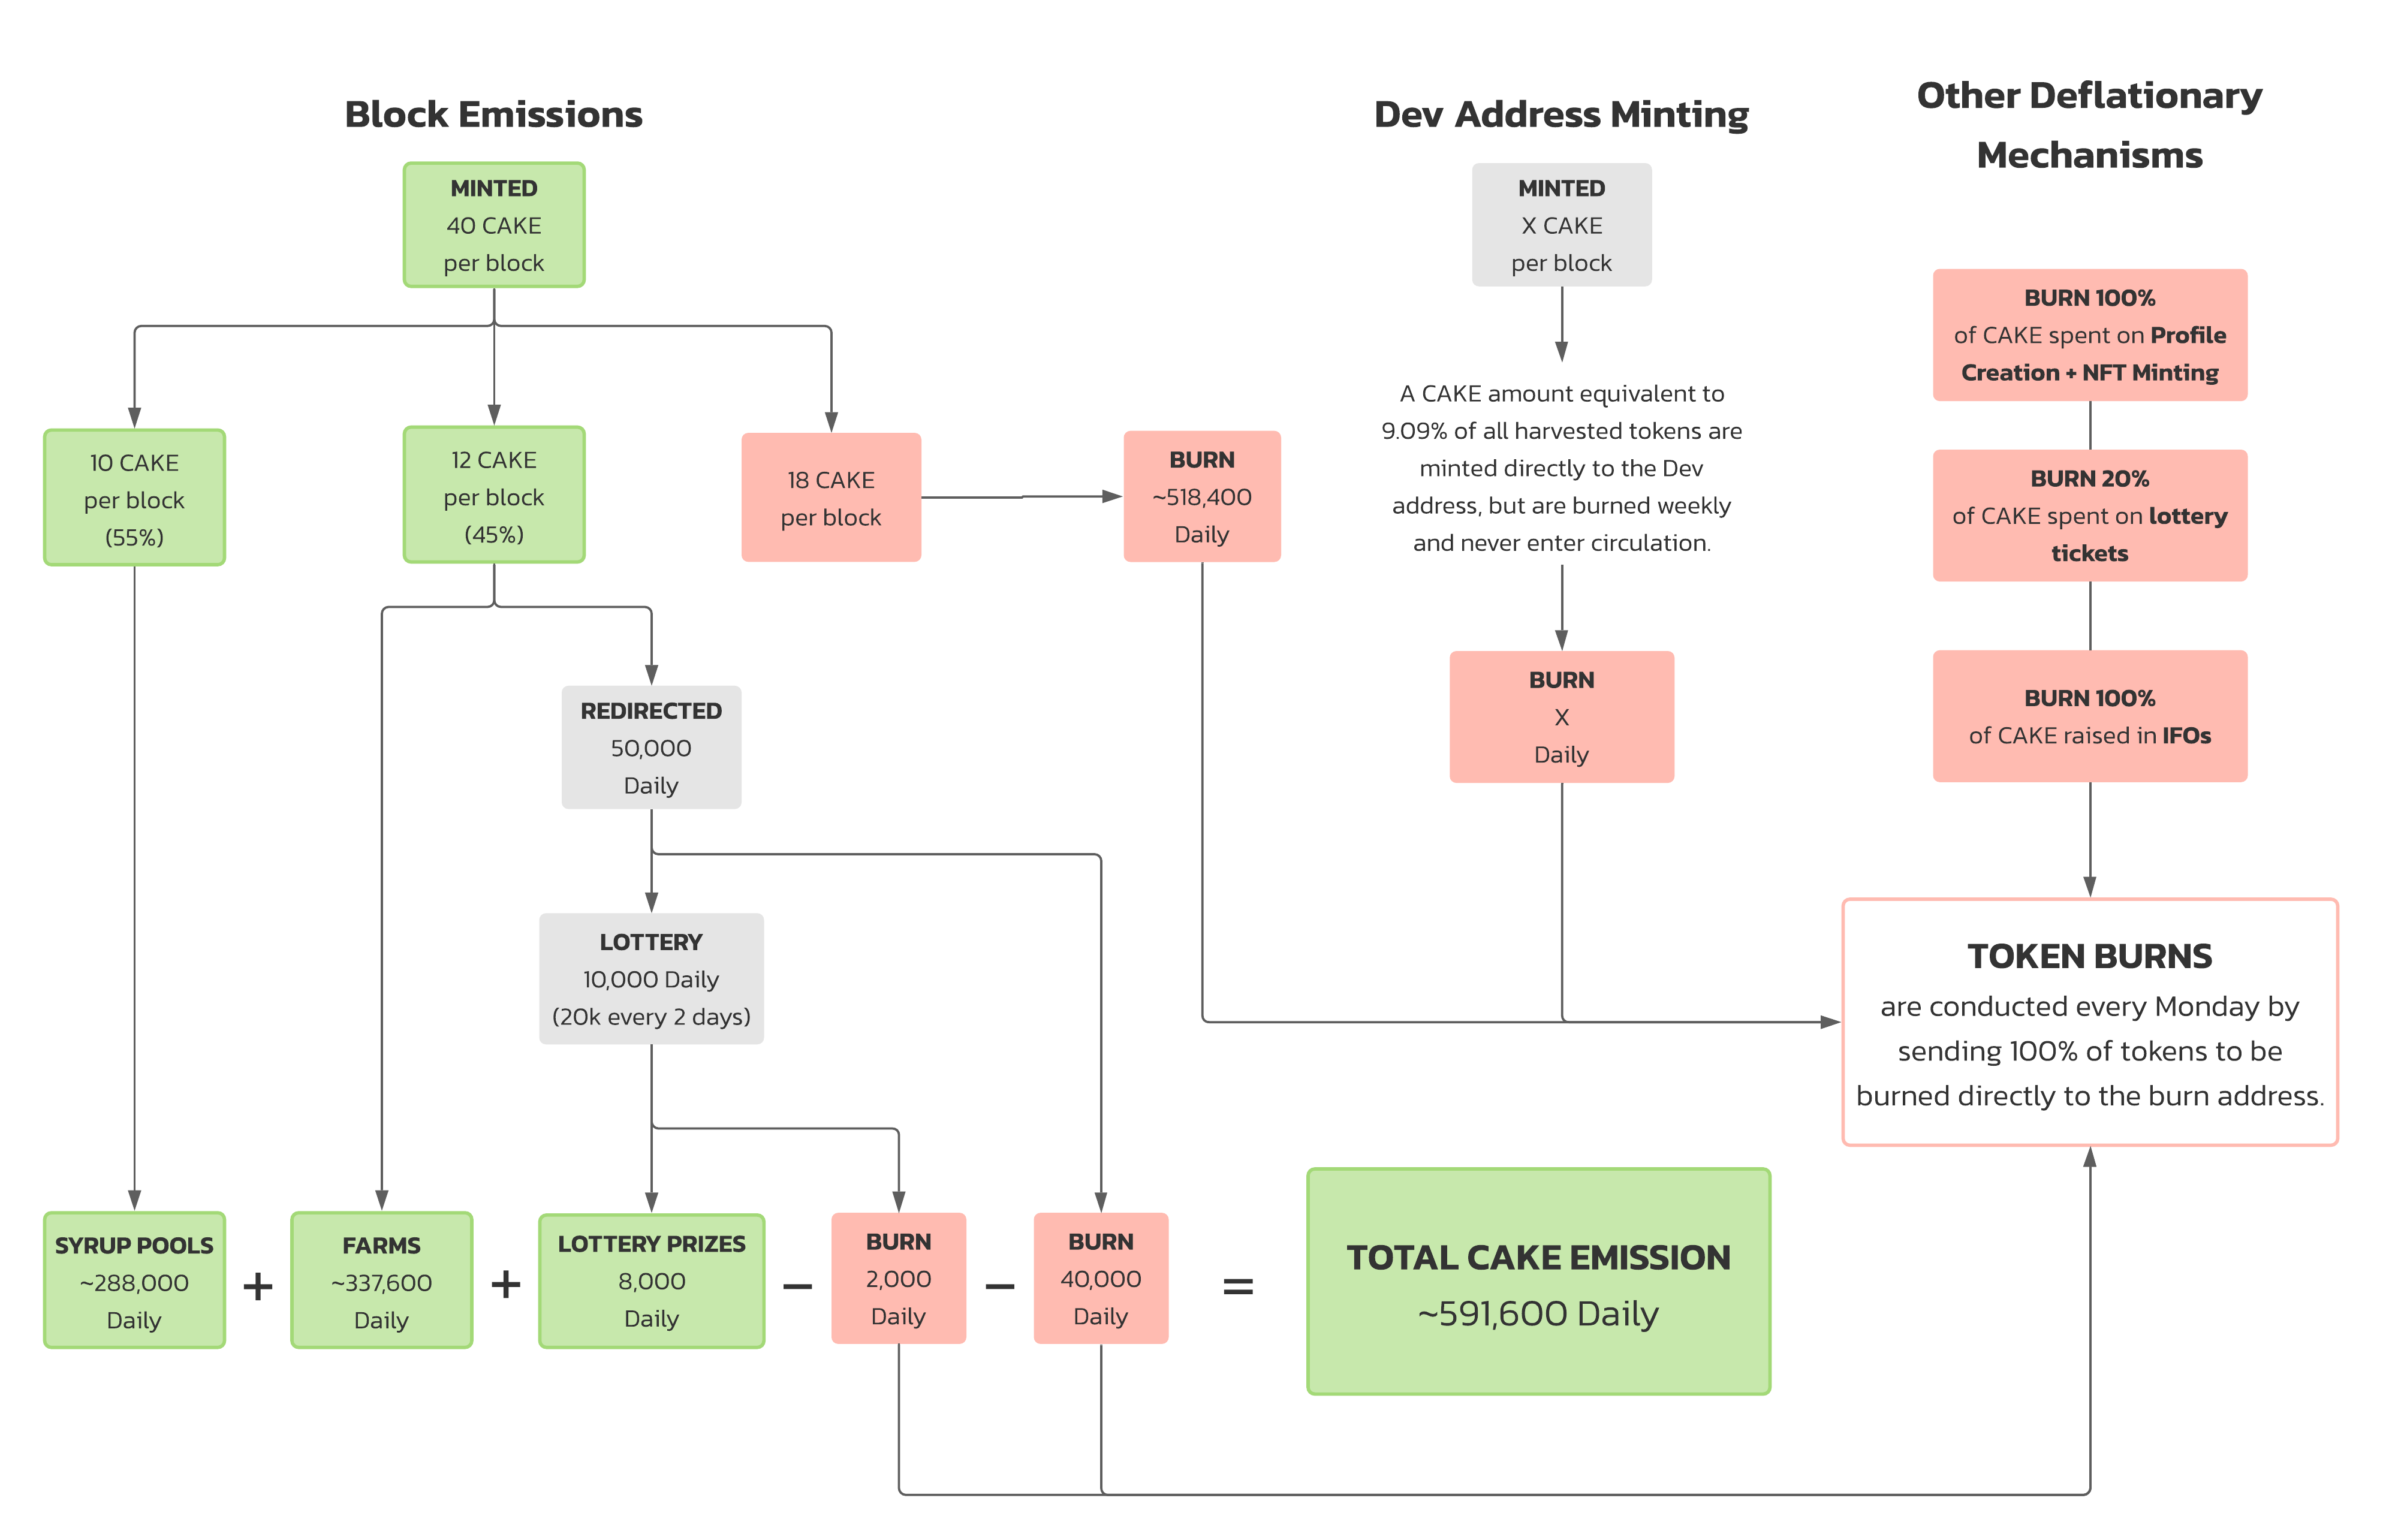 Block Emissions
MINTED
40 CAKE
per block
10 CAKE
per block
(55%)
12 CAKE
per block
(45%)
18 CAKE
per block
BURN
~518,400
Daily
REDIRECTED
50,000
Daily
LOTTERY
10,000 Daily
(20k every 2 days)
SYRUP POOLS
~288,000
Daily
+
FARMS
~337,600
Daily
+
LOTTERY PRIZES
8,000
Daily
–
BURN
2,000
Daily
–
BURN
40,000
Daily
=
TOTAL CAKE EMISSION
~591,600 Daily
Dev Address Minting
MINTED
X CAKE
per block
A CAKE amount equivalent to
9.09% of all harvested tokens are
minted directly to the Dev
address, but are burned weekly
and never enter circulation.
BURN
X
Daily
Other Deflationary
Mechanisms
BURN 100%
of CAKE spent on Profile
Creation + NFT Minting
BURN 20%
of CAKE spent on lottery
tickets
BURN 100%
of CAKE raised in IFOs
TOKEN BURNS
are conducted every Monday by
sending 100% of tokens to be
burned directly to the burn address.